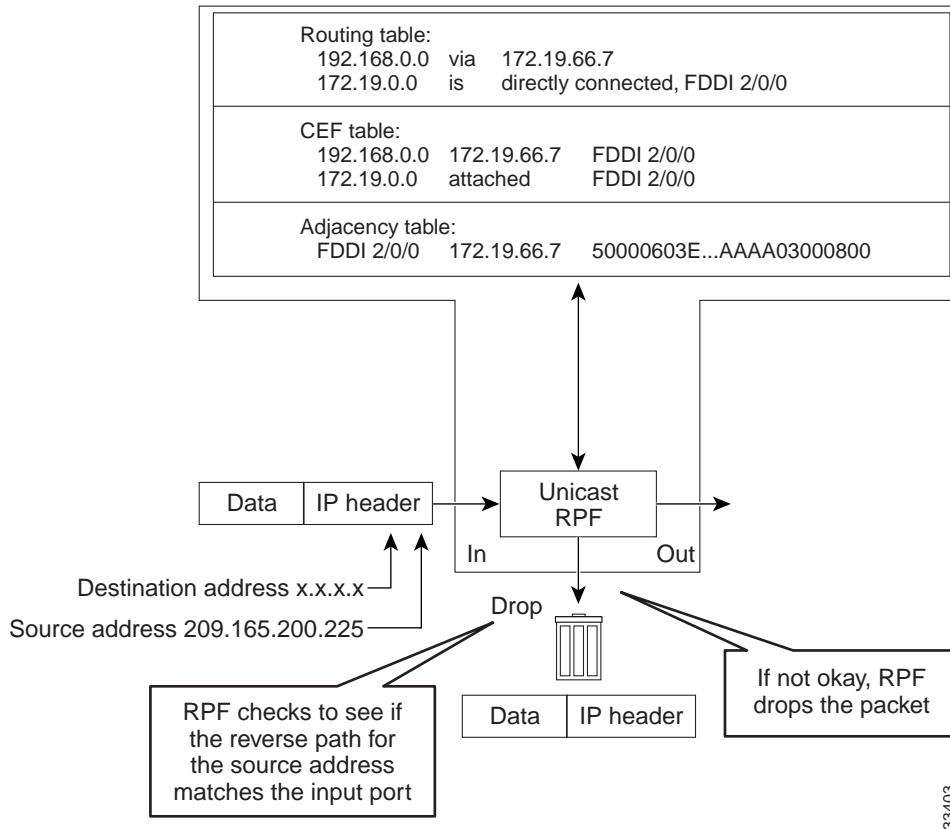 Routing table:
192.168.0.0 via 172.19.66.7
172.19.0.0 is directly connected, FDDI 2/0/0
CEF table:
192.168.0.0 172.19.66.7 FDDI 2/0/0
172.19.0.0 attached FDDI 2/0/0
Adjacency table:
FDDI 2/0/0 172.19.66.7 50000603E...AAAA03000800
Data IP header
Unicast
RPF
In Out
Destination address x.x.x.x
Source address 209.165.200.225
Drop
RPF checks to see if
the reverse path for
the source address
matches the input port
Data IP header
If not okay, RPF
drops the packet
33403